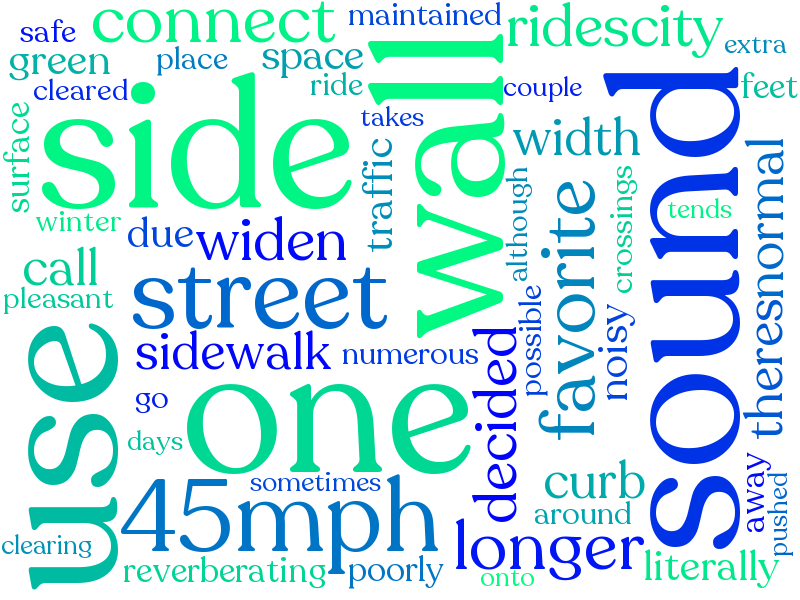 safe
connect
maintained
ridescity
extra
green
place
space
cleared
ride
couple
feet
takes
surface
side
wall
traffic
width
sound
theresnormal
although
crossings
tends
winter
due
widen
call
street
favorite
pleasant
possible
noisy
sidewalk
numerous
decided
use
go
one
days
sometimes
45mph
curb
away
pushed
around
clearing
longer
reverberating
poorly
onto
literally